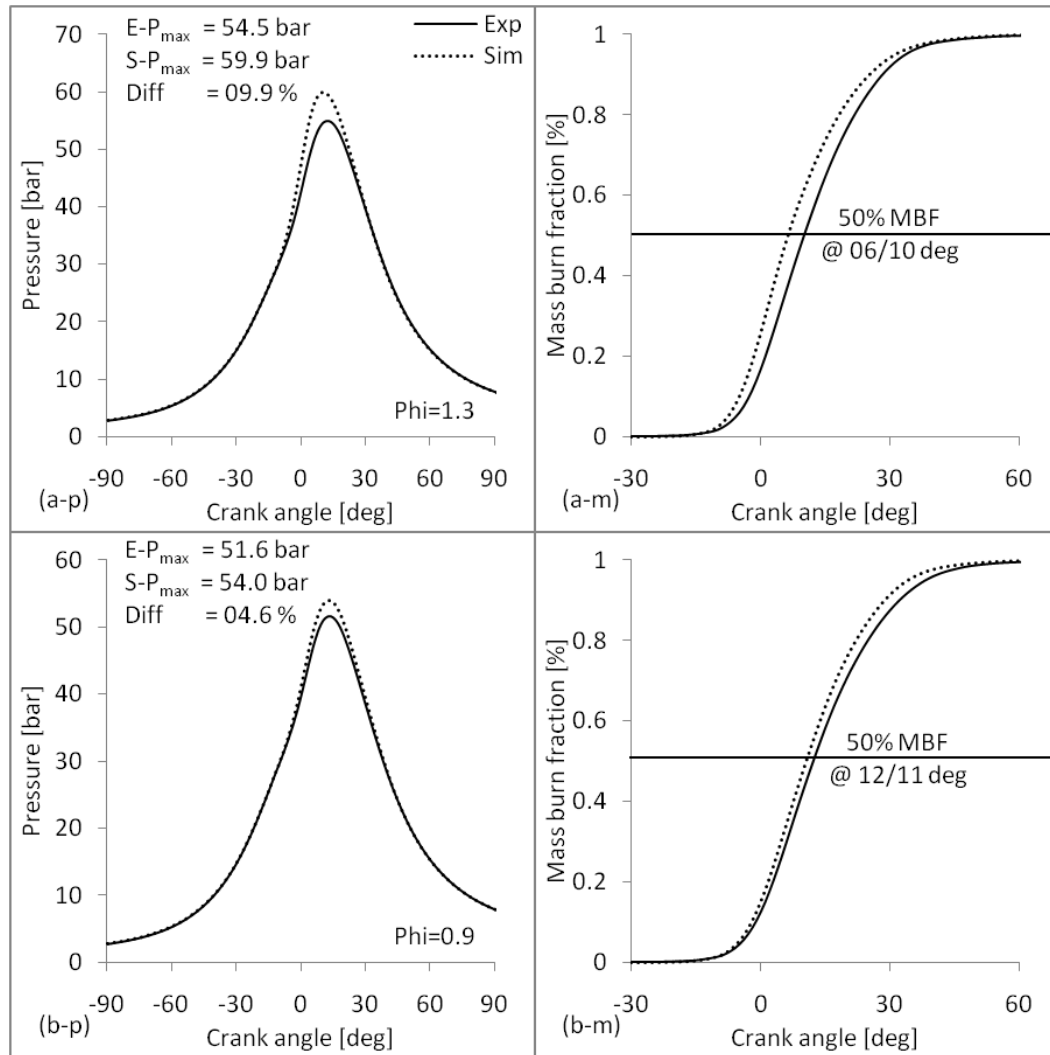 E-Pmax = 54.5 bar
S-Pmax = 59.9 bar
Diff = 09.9 %
Exp
Sim
70
60
50
40
30
20
10
0
Pressure [bar]
-90 -60 -30 0 30 60 90
Crank angle [deg]
Phi=1.3
(a-p)
1
0.8
0.6
0.4
0.2
0
Mass burn fraction [%]
50% MBF
@ 06/10 deg
-30 0 30 60
Crank angle [deg]
(a-m)
E-Pmax = 51.6 bar
S-Pmax = 54.0 bar
Diff = 04.6 %
60
50
40
30
20
10
0
Pressure [bar]
Phi=0.9
-90 -60 -30 0 30 60 90
Crank angle [deg]
(b-p)
1
0.8
0.6
0.4
0.2
0
Mass burn fraction [%]
50% MBF
@ 12/11 deg
-30 0 30 60
Crank angle [deg]
(b-m)